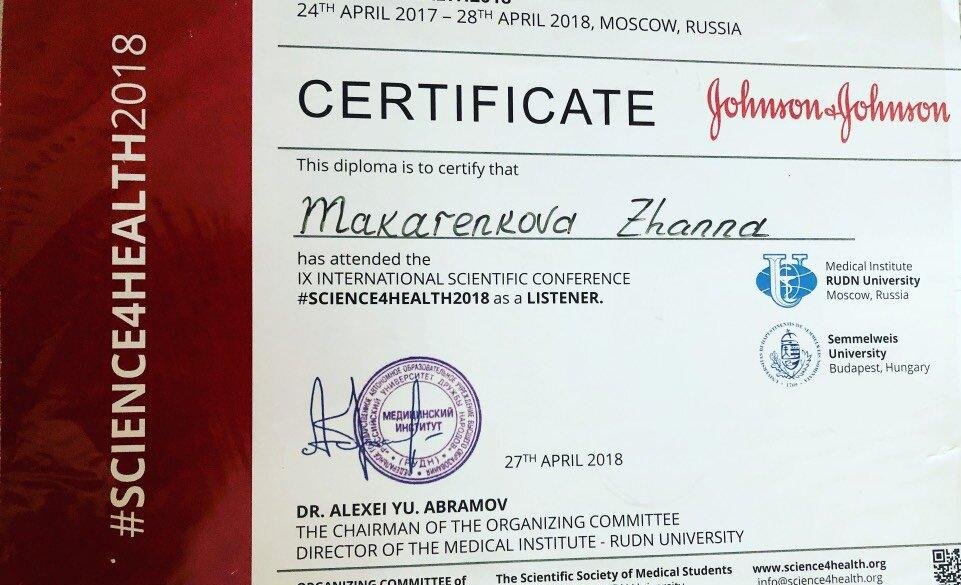 24TH APRIL 2017 – 28TH APRIL 2018, MOSCOW, RUSSIA
#SCIENCE4HEALTH2018
CERTIFICATE
Johnson & Johnson
This diploma is to certify that
Makarenkova Zhanna
has attended the
IX INTERNATIONAL SCIENTIFIC CONFERENCE
#SCIENCE4HEALTH2018 as a LISTENER.
Medical Institute
RUDN University
Moscow, Russia
Semmelweis
University
Budapest, Hungary
МЕДИЦИНСКИЙ
ИНСТИТУТ
(РУДН)
27TH APRIL 2018
DR. ALEXEI YU. ABRAMOV
THE CHAIRMAN OF THE ORGANIZING COMMITTEE
DIRECTOR OF THE MEDICAL INSTITUTE - RUDN UNIVERSITY
ORGANIZING COMMITTEE of
The Scientific Society of Medical Students
www.science4health.org
info@science4health.org